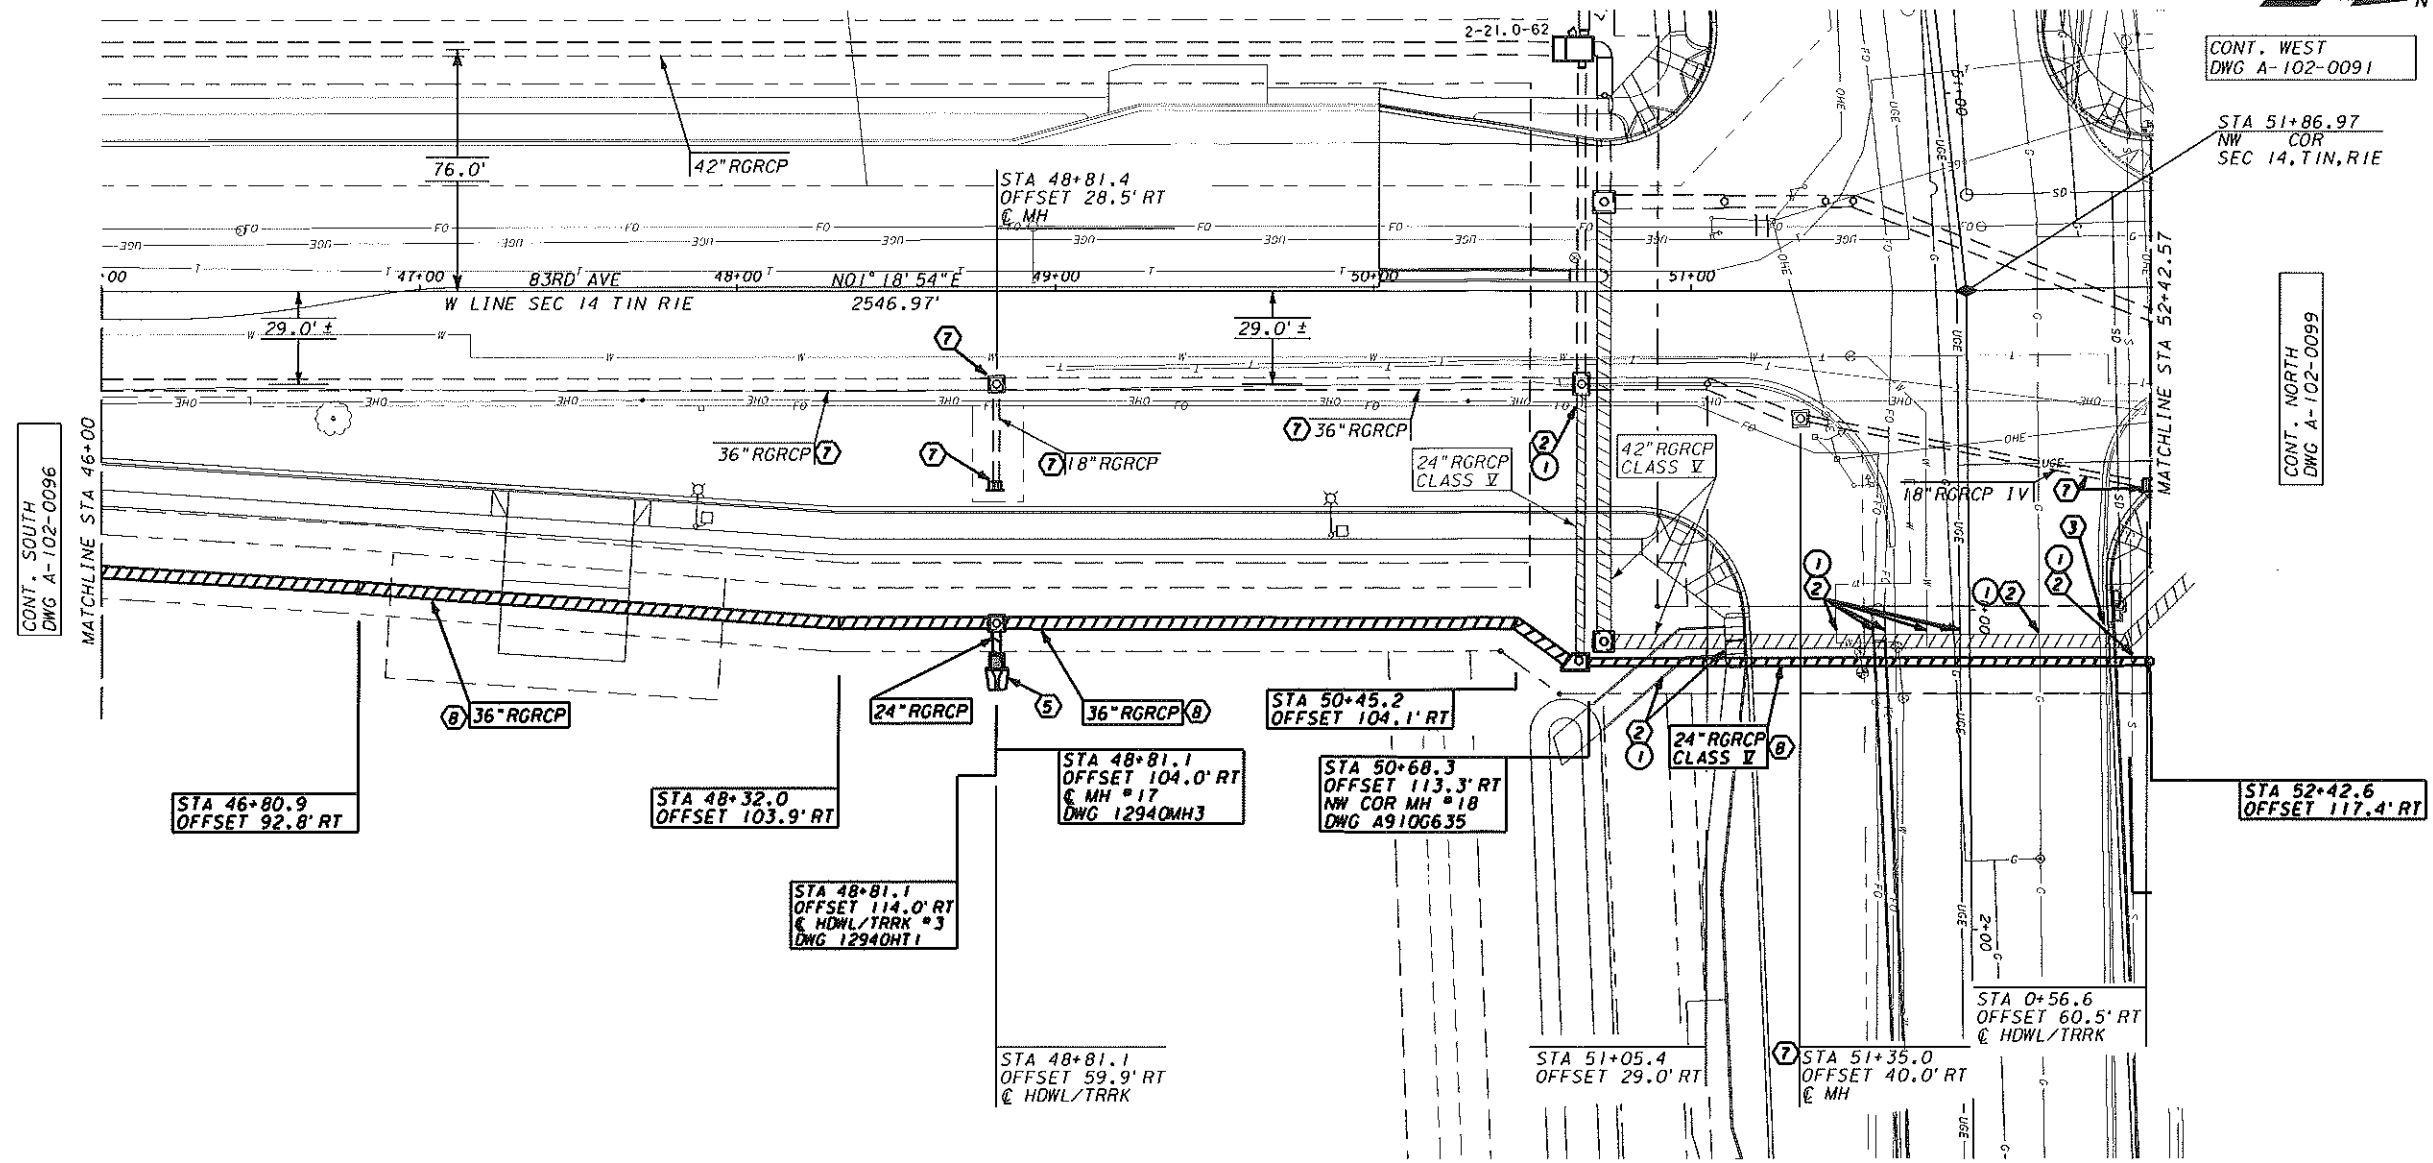 2-21.0-62
N
CONT. WEST
DWG A-102-0091
STA 51+86.97
NW COR
SEC 14, T1N, R1E
42"RGRCP
76.0'
STA 48+81.4
OFFSET 28.5' RT
℄ MH
51+00
+00
47+00
83RD AVE
48+00
N01° 18' 54"E
49+00
50+00
51+00
W LINE SEC 14 T1N R1E
2546.97'
29.0' ±
29.0' ±
MATCHLINE STA 52+42.57
CONT. NORTH
DWG A-102-0099
CONT. SOUTH
DWG A-102-0096
MATCHLINE STA 46+00
7
36"RGRCP 7
7
7 18"RGRCP
7 36"RGRCP
2
1
24"RGRCP
CLASS V
42"RGRCP
CLASS V
18"RGRCP IV
7
3
1
2
1
2
1 2
+00
8 36"RGRCP
24"RGRCP
5
36"RGRCP 8
STA 50+45.2
OFFSET 104.1' RT
2
1
24"RGRCP
CLASS V 8
STA 46+80.9
OFFSET 92.8' RT
STA 48+32.0
OFFSET 103.9' RT
STA 48+81.1
OFFSET 104.0' RT
℄ MH #17
DWG 12940MH3
STA 50+68.3
OFFSET 113.3' RT
NW COR MH #18
DWG A910G635
STA 52+42.6
OFFSET 117.4' RT
STA 48+81.1
OFFSET 114.0' RT
℄ HDWL/TRRK #3
DWG 12940HT1
2+00
STA 0+56.6
OFFSET 60.5' RT
℄ HDWL/TRRK
STA 48+81.1
OFFSET 59.9' RT
℄ HDWL/TRRK
STA 51+05.4
OFFSET 29.0' RT
7 STA 51+35.0
OFFSET 40.0' RT
℄ MH